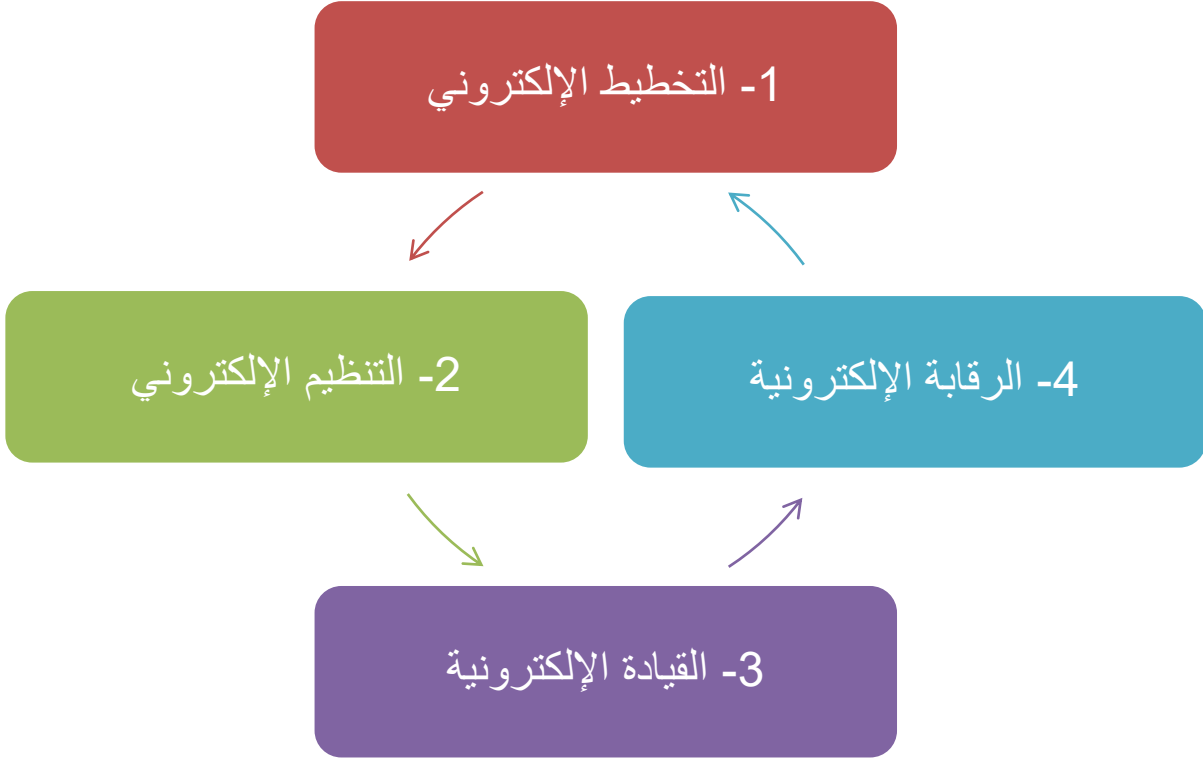 1- التخطيط الإلكتروني
2- التنظيم الإلكتروني
3- القيادة الإلكترونية
4- الرقابة الإلكترونية